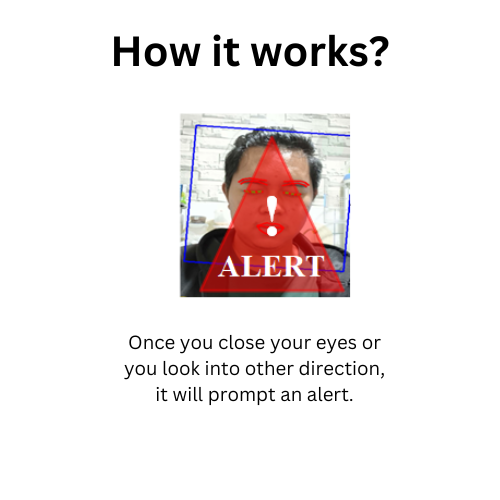 How it works?
!
ALERT
Once you close your eyes or
you look into other direction,
it will prompt an alert.